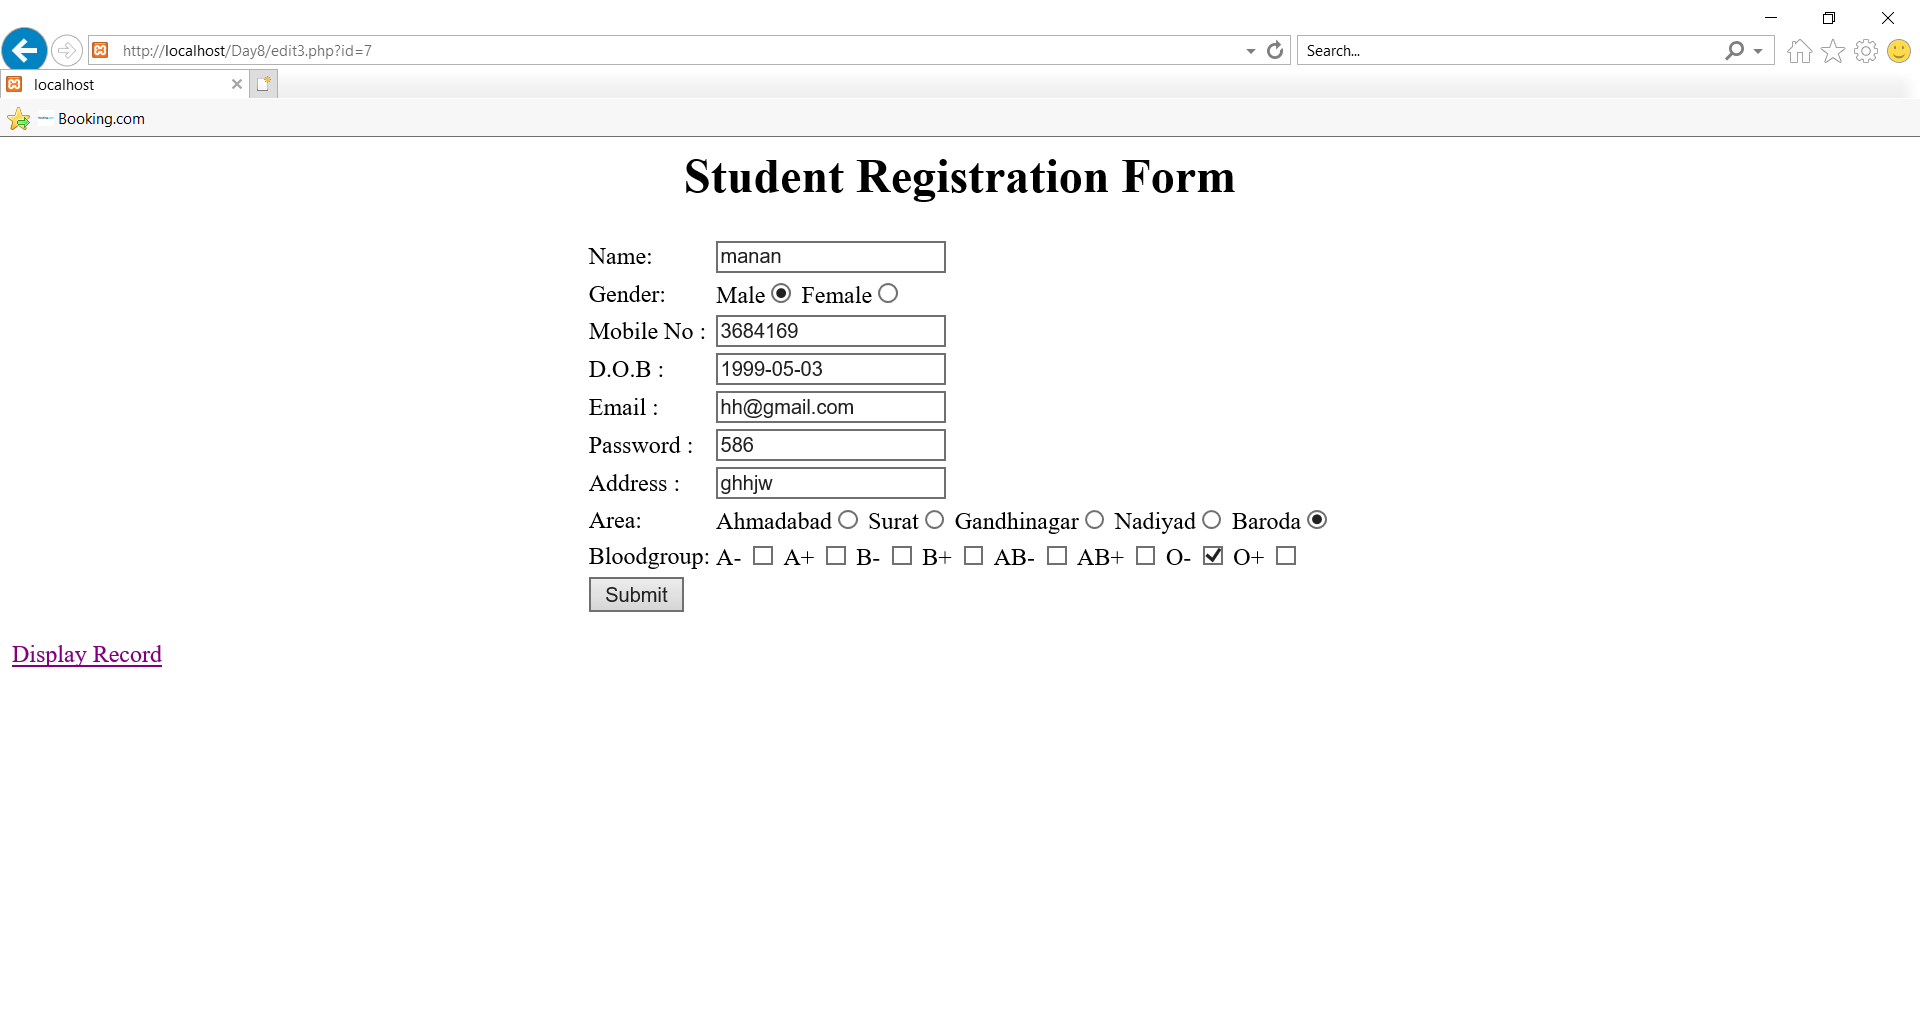 http://localhost/Day8/edit3.php?id=7
Search...
localhost
Booking.com
Student Registration Form
Name: manan
Gender: Male Female
Mobile No : 3684169
D.O.B : 1999-05-03
Email : hh@gmail.com
Password : 586
Address : ghhjw
Area: Ahmadabad Surat Gandhinagar Nadiyad Baroda
Bloodgroup: A- A+ B- B+ AB- AB+ O- O+
Submit
Display Record